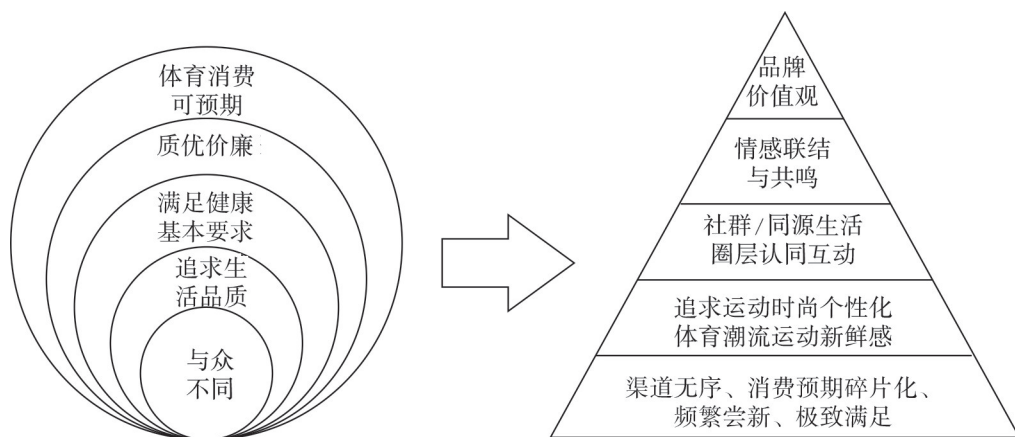 体育消费
可预期
质优价廉
满足健康
基本要求
追求生
活品质
与众
不同
品牌
价值观
情感联结
与共鸣
社群/同源生活
圈层认同互动
追求运动时尚个性化
体育潮流运动新鲜感
渠道无序、消费预期碎片化、
频繁尝新、极致满足